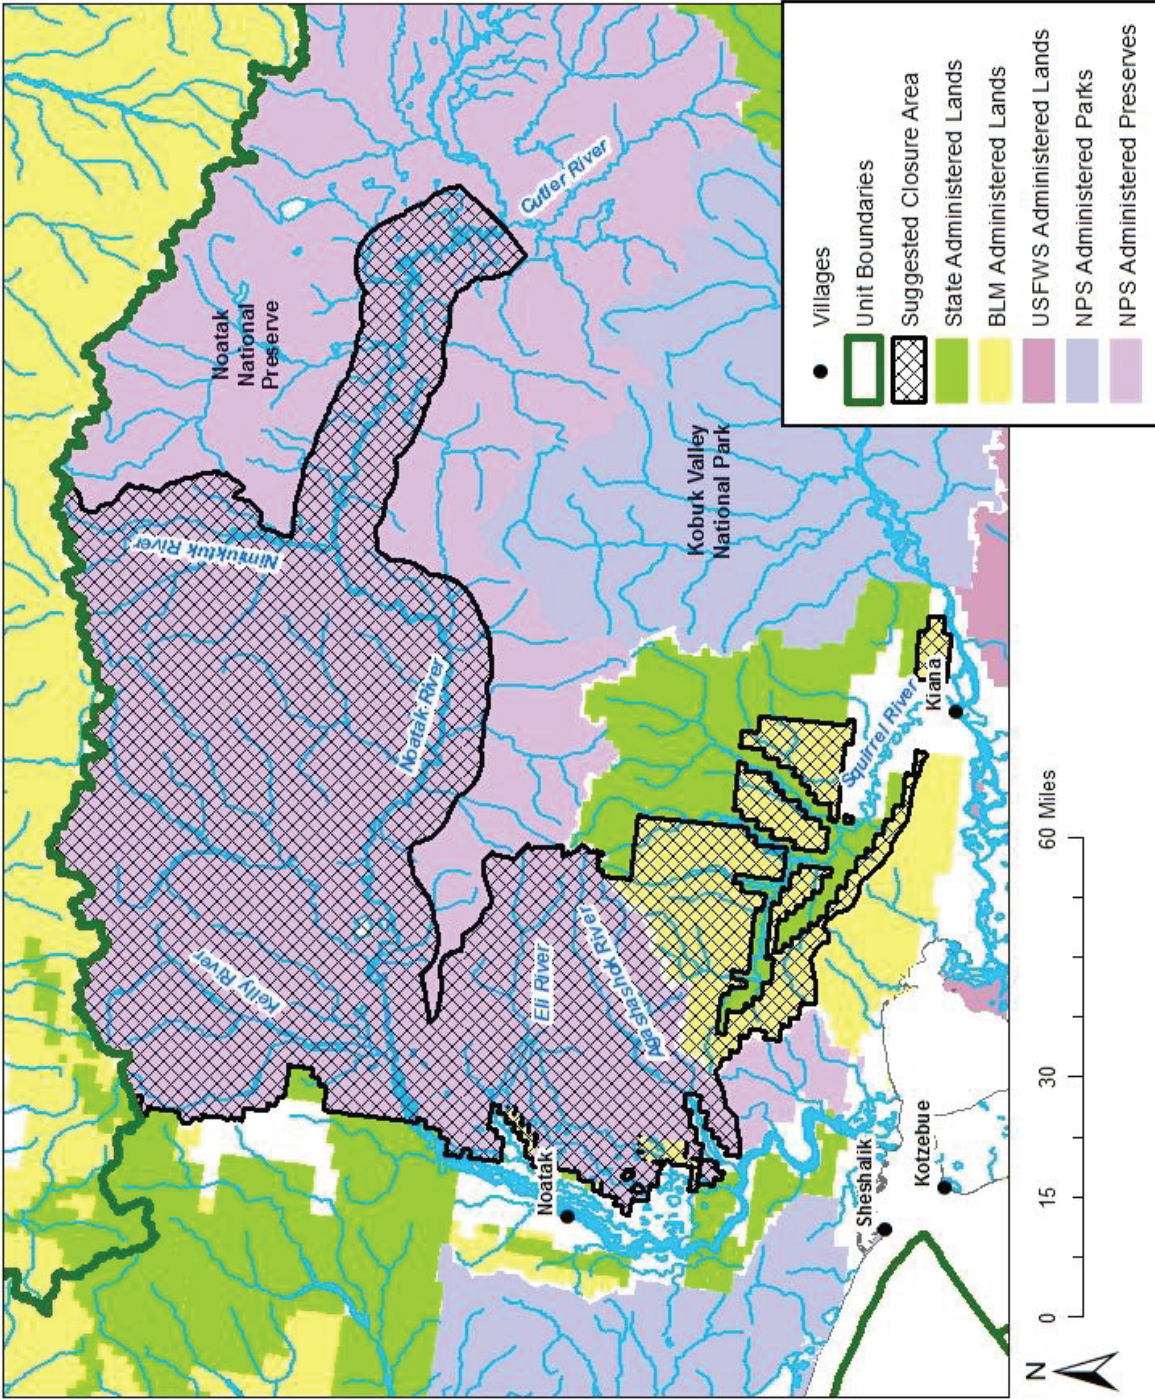 Noatak
National
Preserve
Cutler River
Nimiuktuk River
Noatak River
Kobuk Valley
National Park
Kelly River
Eli River
Agashashok River
Squirrel River
Kiana
Noatak
Sheshalik
Kotzebue
Villages
Unit Boundaries
Suggested Closure Area
State Administered Lands
BLM Administered Lands
USFWS Administered Lands
NPS Administered Parks
NPS Administered Preserves
N
0 15 30 60 Miles